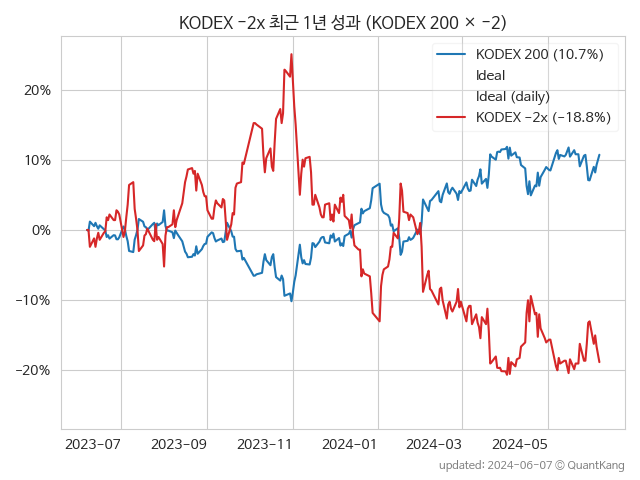 KODEX −2x 최근 1년 성과 (KODEX 200 × −2)
KODEX 200 (10.7%)
Ideal
Ideal (daily)
KODEX −2x (−18.8%)
20%
10%
0%
−10%
−20%
2023-07 2023-09 2023-11 2024-01 2024-03 2024-05
updated: 2024-06-07 © QuantKang